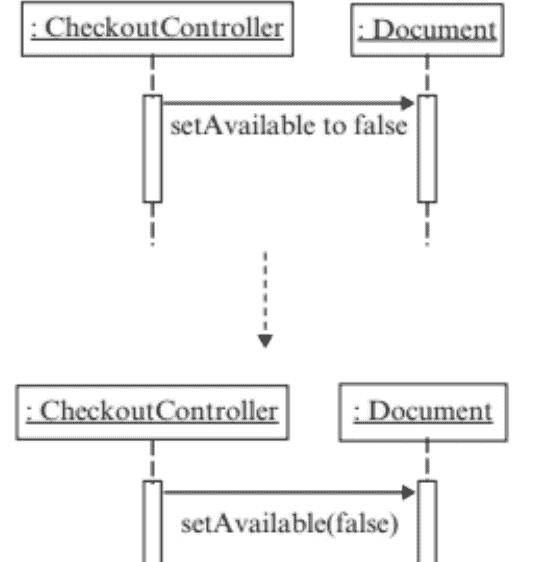 : CheckoutController
: Document
setAvailable to false
: CheckoutController
: Document
setAvailable(false)